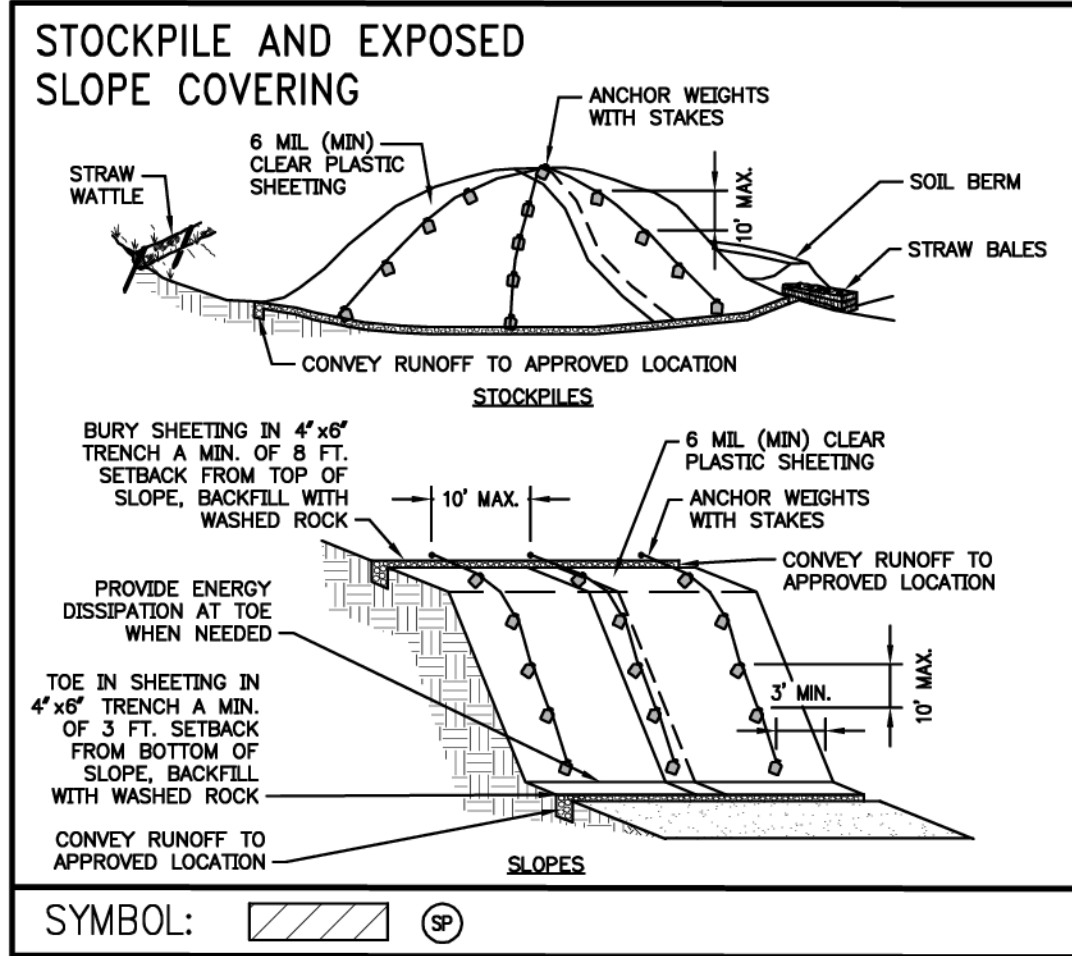 STOCKPILE AND EXPOSED
SLOPE COVERING
ANCHOR WEIGHTS
WITH STAKES
6 MIL (MIN)
CLEAR PLASTIC
SHEETING
STRAW
WATTLE
10' MAX.
SOIL BERM
STRAW BALES
CONVEY RUNOFF TO APPROVED LOCATION
STOCKPILES
BURY SHEETING IN 4"x6"
TRENCH A MIN. OF 8 FT.
SETBACK FROM TOP OF
SLOPE, BACKFILL WITH
WASHED ROCK
10' MAX.
6 MIL (MIN) CLEAR
PLASTIC SHEETING
ANCHOR WEIGHTS
WITH STAKES
CONVEY RUNOFF TO
APPROVED LOCATION
PROVIDE ENERGY
DISSIPATION AT TOE
WHEN NEEDED
TOE IN SHEETING IN
4"x6" TRENCH A MIN.
OF 3 FT. SETBACK
FROM BOTTOM OF
SLOPE, BACKFILL
WITH WASHED ROCK
3' MIN.
10' MAX.
CONVEY RUNOFF TO
APPROVED LOCATION
SLOPES
SYMBOL:
SP